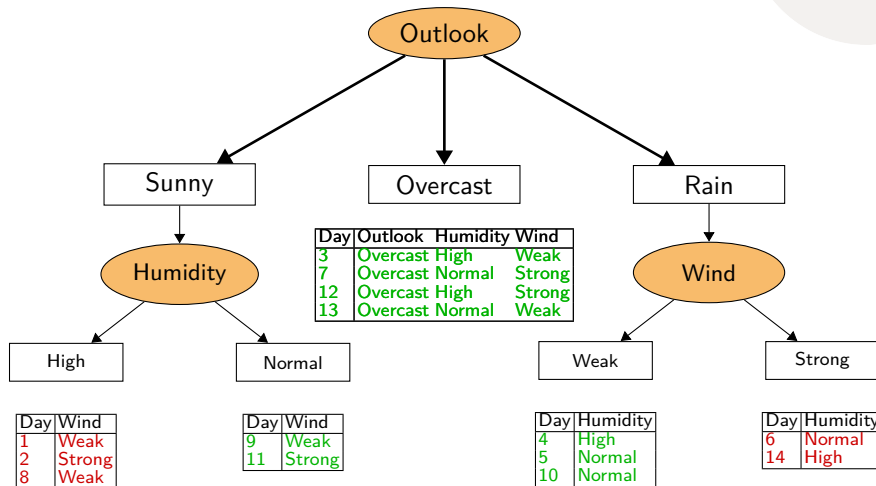 Outlook
Sunny Overcast Rain
Day Outlook Humidity Wind
3 Overcast High Weak
7 Overcast Normal Strong
12 Overcast High Strong
13 Overcast Normal Weak
Humidity Wind
High Normal Weak Strong
Day Wind
1 Weak
2 Strong
8 Weak
Day Wind
9 Weak
11 Strong
Day Humidity
4 High
5 Normal
10 Normal
Day Humidity
6 Normal
14 High